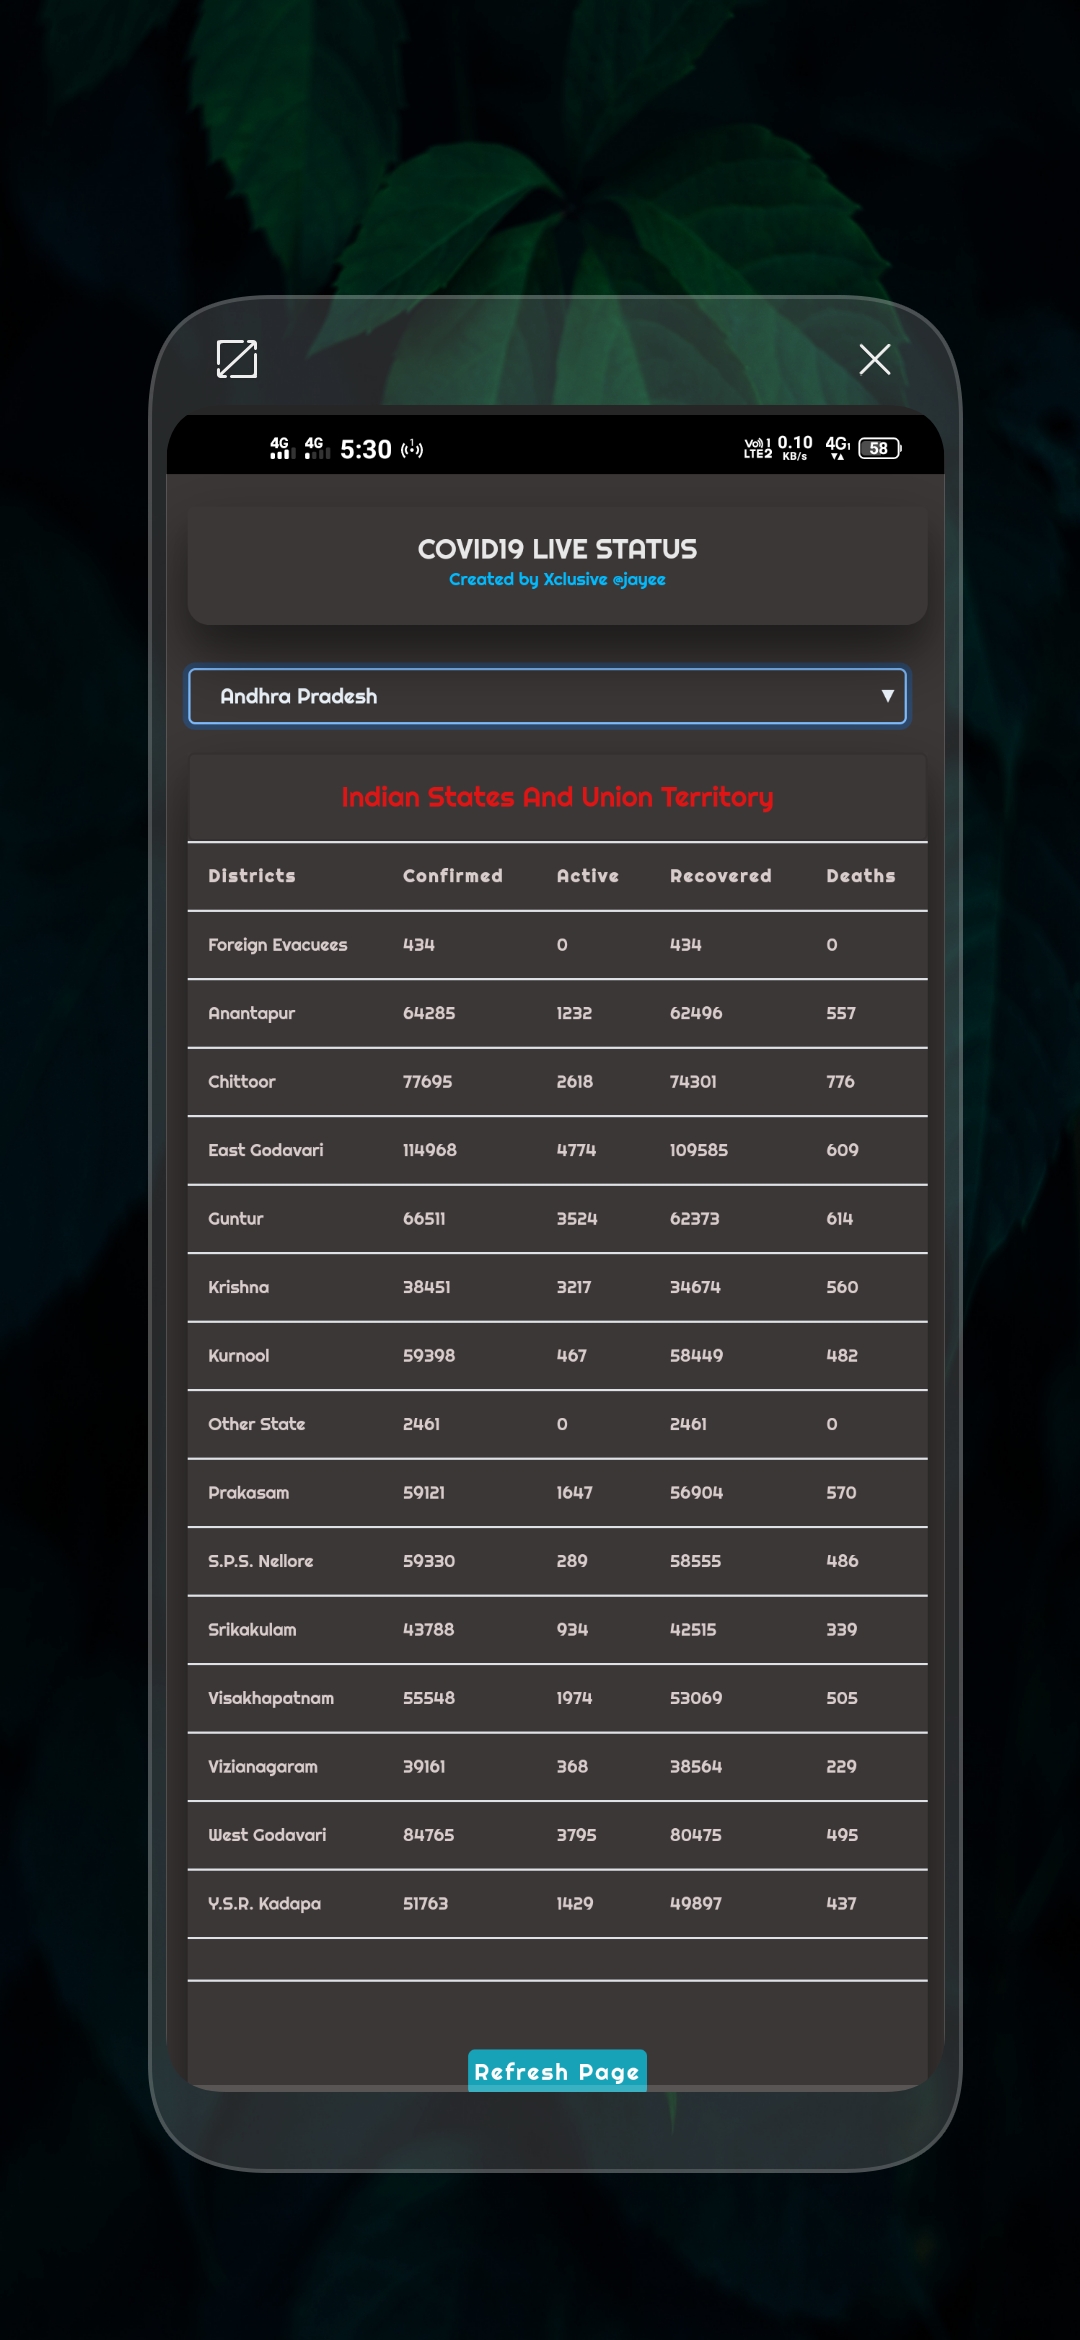 4G 4G 5:30 Vo)) 1 LTE2 0.10 KB/s 4G 58
COVID19 LIVE STATUS
Created by Xclusive @jayee
Andhra Pradesh ▼
Indian States And Union Territory
Districts Confirmed Active Recovered Deaths
Foreign Evacuees 434 0 434 0
Anantapur 64285 1232 62496 557
Chittoor 77695 2618 74301 776
East Godavari 114968 4774 109585 609
Guntur 66511 3524 62373 614
Krishna 38451 3217 34674 560
Kurnool 59398 467 58449 482
Other State 2461 0 2461 0
Prakasam 59121 1647 56904 570
S.P.S. Nellore 59330 289 58555 486
Srikakulam 43788 934 42515 339
Visakhapatnam 55548 1974 53069 505
Vizianagaram 39161 368 38564 229
West Godavari 84765 3795 80475 495
Y.S.R. Kadapa 51763 1429 49897 437
Refresh Page